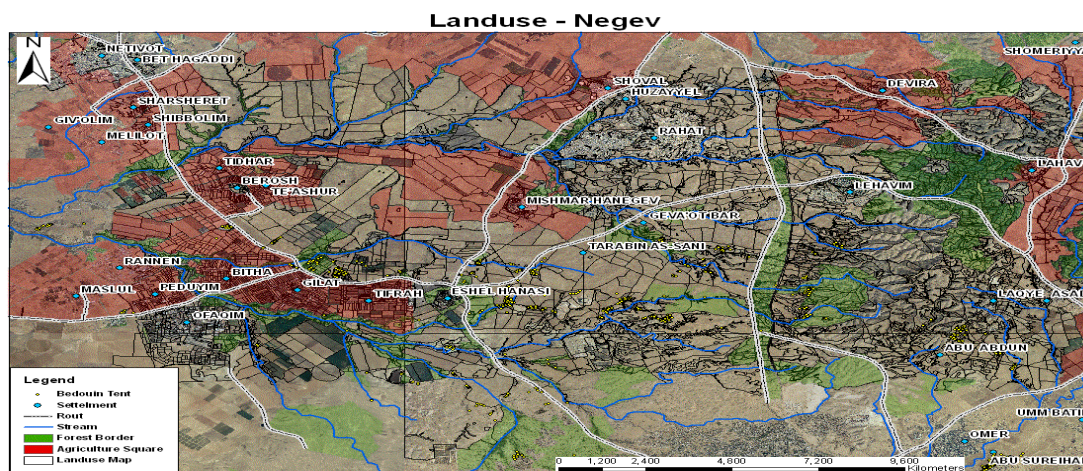 Landuse - Negev
N
NETIVOT
BET HAGADDI
SHOMERIYYA
SHOVAL
DEVIRA
HUZAYYEL
SHARSHERET
GIV'OLIM
SHIBBOLIM
MELILOT
RAHAT
TIDHAR
LAHAV
BEROSH
TE'ASHUR
LEHAVIM
MISHMAR HANEGEV
GEVA'OT BAR
TARABIN AS-SANI
RANNEN
BITHA
MASLUL
PEDUYIM
GILAT
TIFRAH
ESHEL HANASI
LAQYE
OFAQIM
ABU ABDUN
Legend
Bedouin Tent
Settelment
Rout
Stream
Forest Border
Agriculture Square
Landuse Map
UMM BATIN
OMER
ABU SUREIHA
0 1,200 2,400 4,800 7,200 9,600
Kilometers